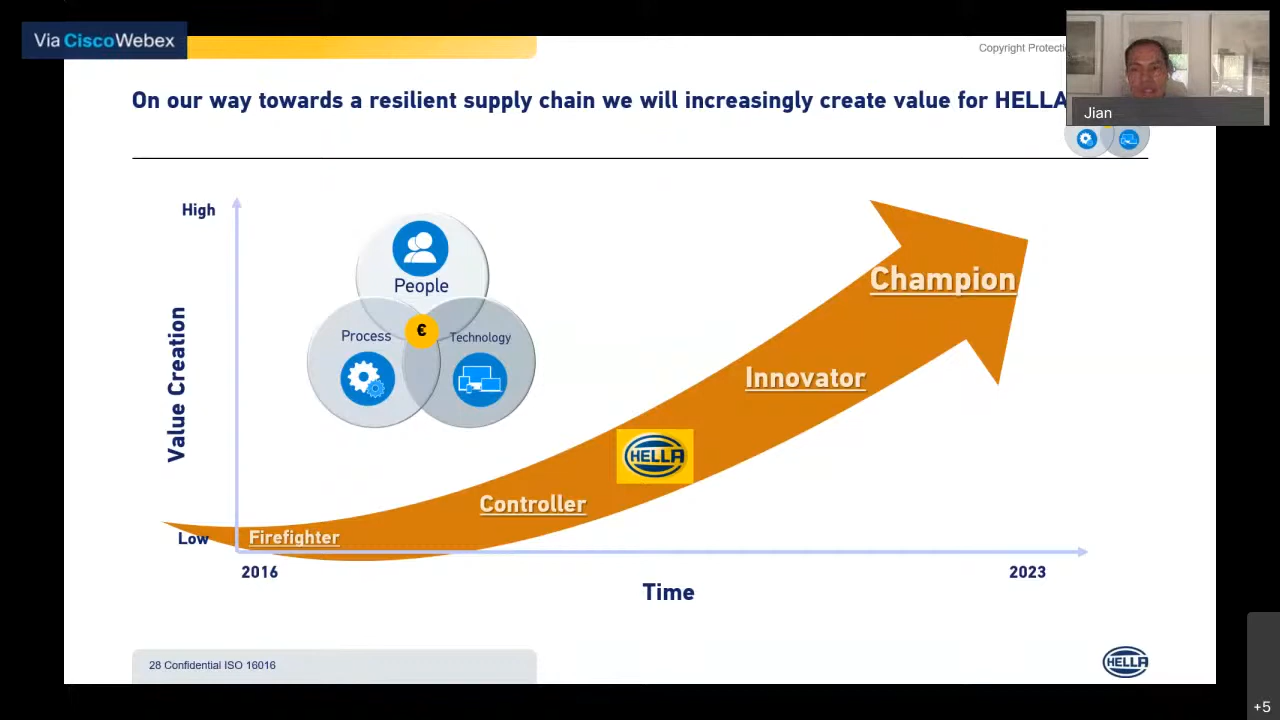 Via Cisco Webex
Copyright Protecti
Jian
On our way towards a resilient supply chain we will increasingly create value for HELLA
High
Value Creation
Low
People
Process
€
Technology
Champion
Innovator
HELLA
Controller
Firefighter
2016
2023
Time
28 Confidential ISO 16016
HELLA
+5